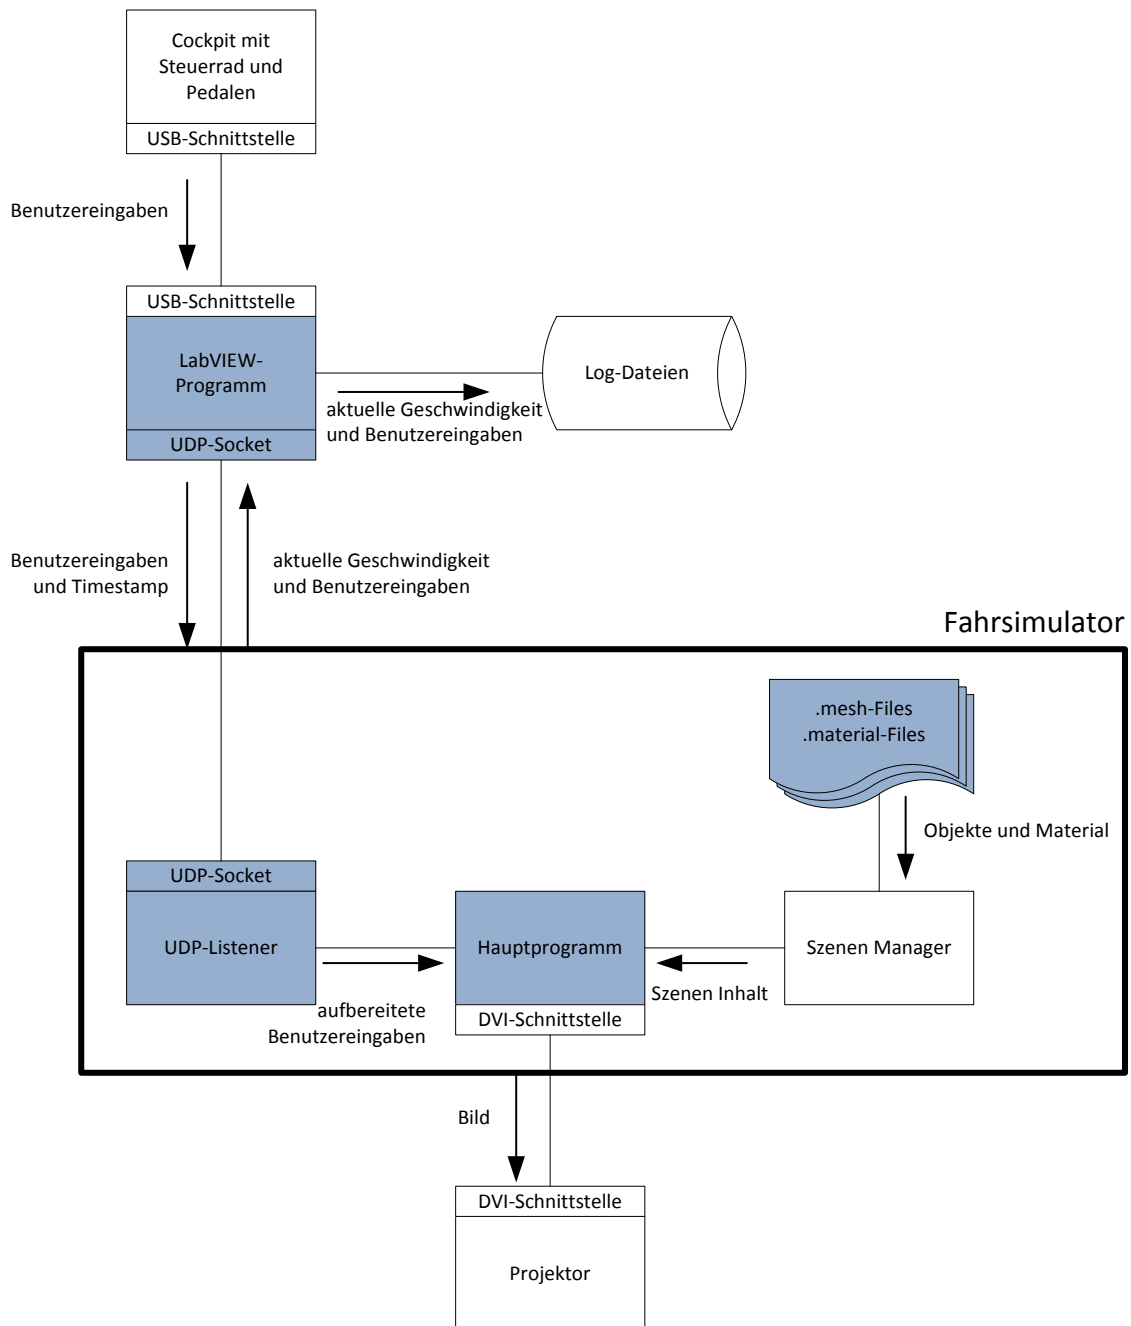 Cockpit mit
Steuerrad und
Pedalen
USB-Schnittstelle
Benutzereingaben
USB-Schnittstelle
LabVIEW-
Programm
UDP-Socket
Log-Dateien
aktuelle Geschwindigkeit
und Benutzereingaben
Benutzereingaben
und Timestamp
aktuelle Geschwindigkeit
und Benutzereingaben
Fahrsimulator
.mesh-Files
.material-Files
Objekte und Material
UDP-Socket
UDP-Listener
Hauptprogramm
DVI-Schnittstelle
Szenen Manager
aufbereitete
Benutzereingaben
Szenen Inhalt
Bild
DVI-Schnittstelle
Projektor